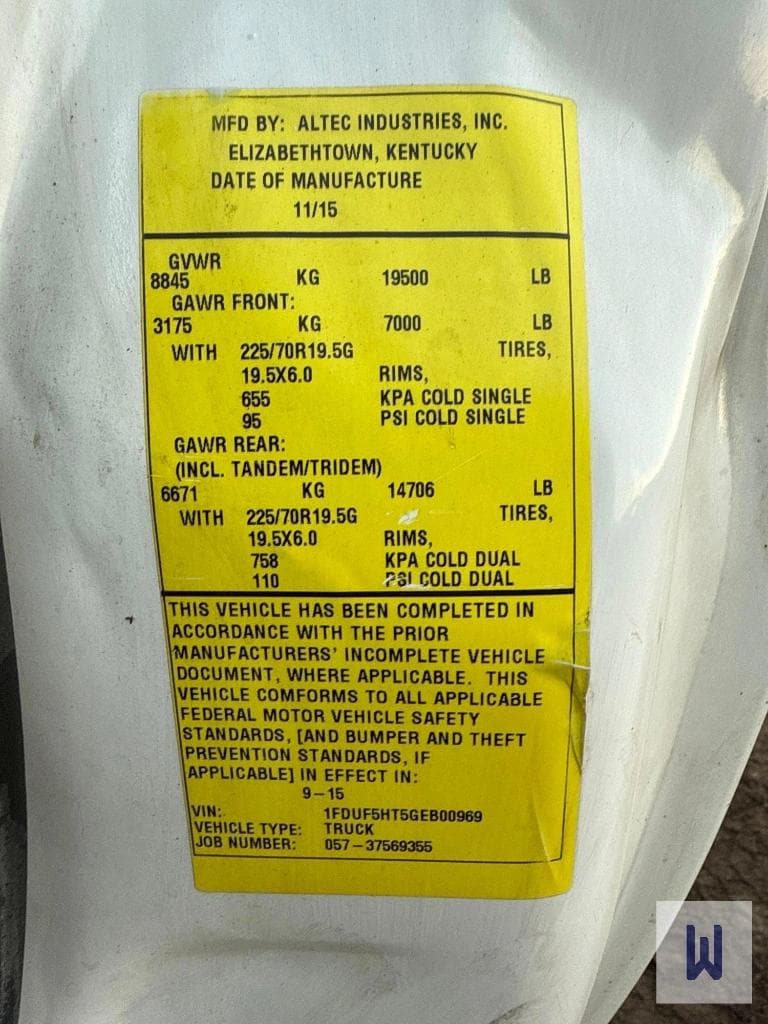 MFD BY: ALTEC INDUSTRIES, INC.
ELIZABETHTOWN, KENTUCKY
DATE OF MANUFACTURE
11/15
GVWR
8845 KG 19500 LB
GAWR FRONT:
3175 KG 7000 LB
WITH 225/70R19.5G TIRES,
19.5X6.0 RIMS,
655 KPA COLD SINGLE
95 PSI COLD SINGLE
GAWR REAR:
(INCL. TANDEM/TRIDEM)
6671 KG 14706 LB
WITH 225/70R19.5G TIRES,
19.5X6.0 RIMS,
758 KPA COLD DUAL
110 PSI COLD DUAL
THIS VEHICLE HAS BEEN COMPLETED IN
ACCORDANCE WITH THE PRIOR
MANUFACTURERS' INCOMPLETE VEHICLE
DOCUMENT, WHERE APPLICABLE. THIS
VEHICLE COMFORMS TO ALL APPLICABLE
FEDERAL MOTOR VEHICLE SAFETY
STANDARDS, [AND BUMPER AND THEFT
PREVENTION STANDARDS, IF
APPLICABLE] IN EFFECT IN:
9-15
VIN: 1FDUF5HT5GEB00969
VEHICLE TYPE: TRUCK
JOB NUMBER: 057-37569355
W